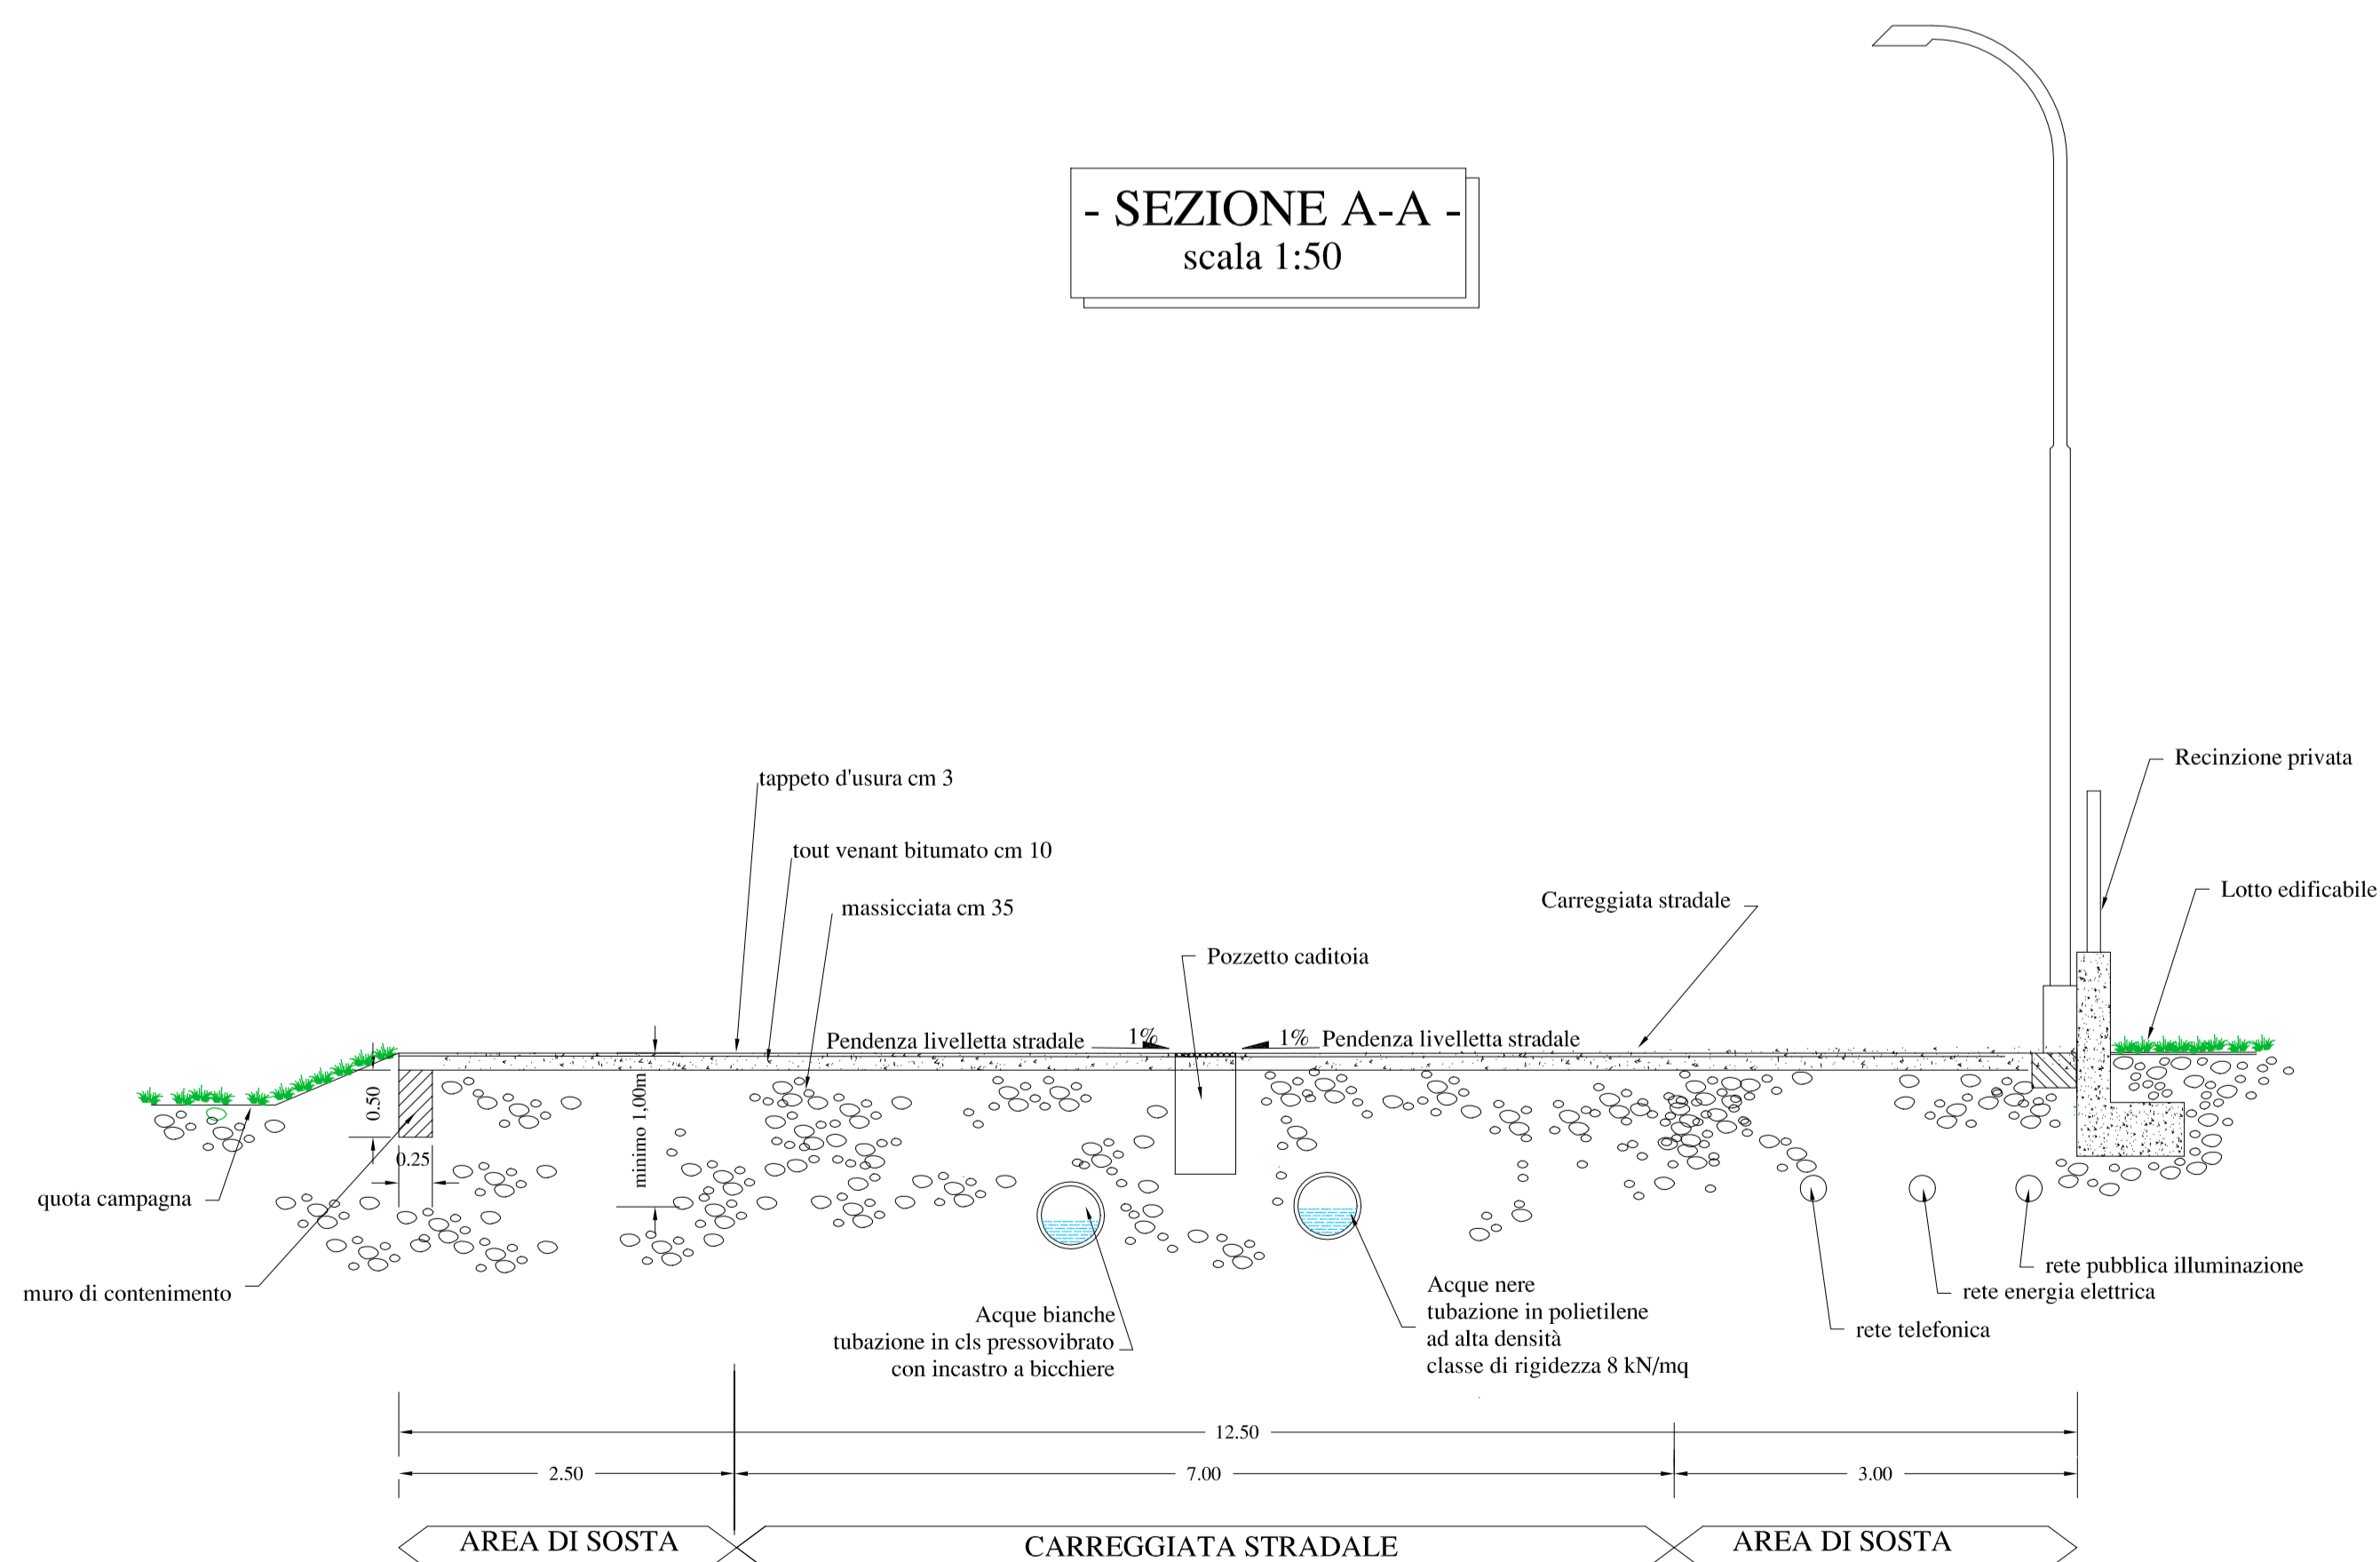 - SEZIONE A-A -
scala 1:50
Recinzione privata
tappeto d'usura cm 3
tout venant bitumato cm 10
Lotto edificabile
massicciata cm 35
Carreggiata stradale
Pozzetto caditoia
Pendenza livelletta stradale
1%
1%
Pendenza livelletta stradale
0.50
minimo 1,00m
0.25
quota campagna
muro di contenimento
rete pubblica illuminazione
rete energia elettrica
rete telefonica
Acque bianche
tubazione in cls pressovibrato
con incastro a bicchiere
Acque nere
tubazione in polietilene
ad alta densità
classe di rigidezza 8 kN/mq
12.50
2.50
7.00
3.00
AREA DI SOSTA
CARREGGIATA STRADALE
AREA DI SOSTA